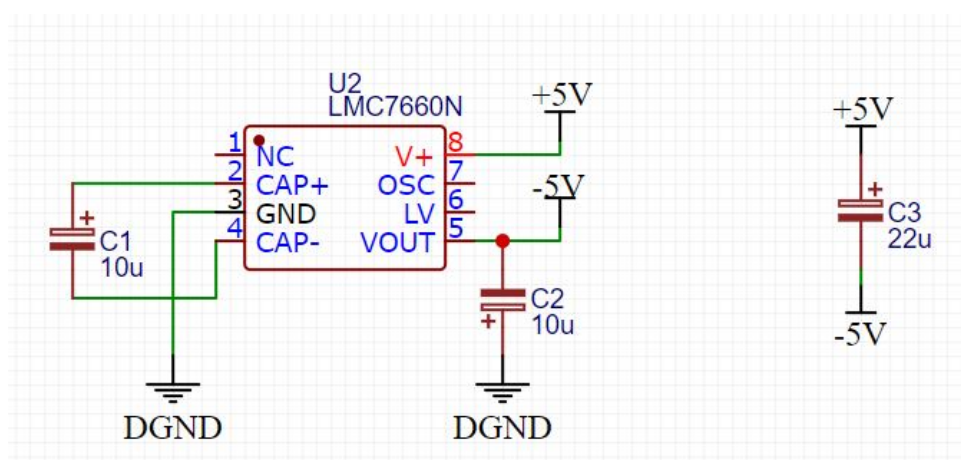 U2
LMC7660N
+5V
+5V
1
NC
V+
8
2
CAP+
OSC
7
-5V
3
GND
LV
6
4
CAP-
VOUT
5
+
C1
10u
+
C3
22u
C2
10u
+
-5V
DGND
DGND